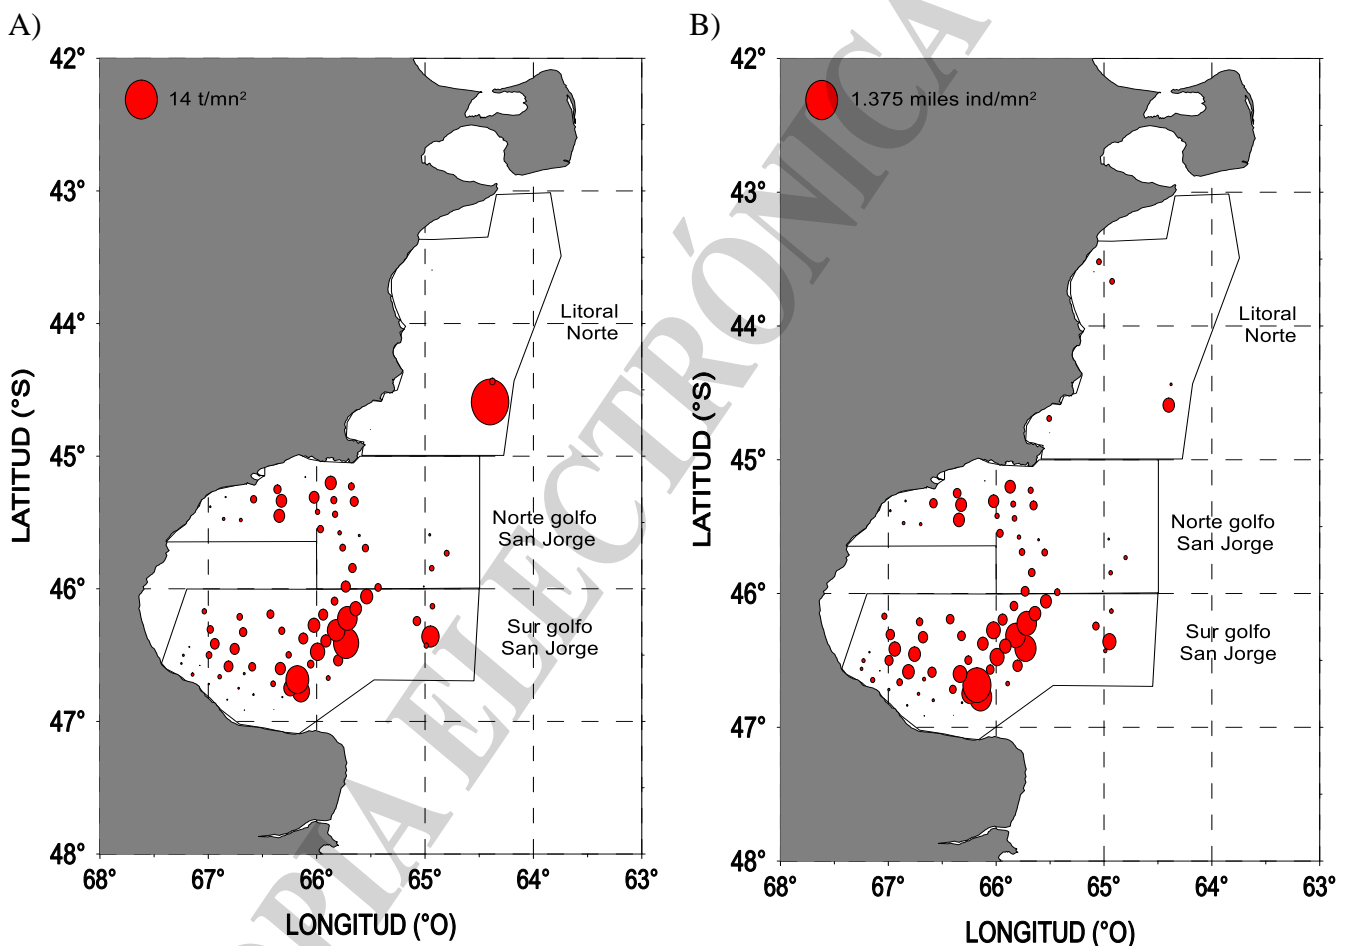 A)
B)
42°
14 t/mn²
43°
44°
45°
46°
47°
48°
LATITUD (°S)
Litoral
Norte
Norte golfo
San Jorge
Sur golfo
San Jorge
68°
67°
66°
65°
64°
63°
LONGITUD (°O)
42°
1.375 miles ind/mn²
43°
44°
45°
46°
47°
48°
LATITUD (°S)
Litoral
Norte
Norte golfo
San Jorge
Sur golfo
San Jorge
68°
67°
66°
65°
64°
63°
LONGITUD (°O)
OPIA ELECTRÓNICA